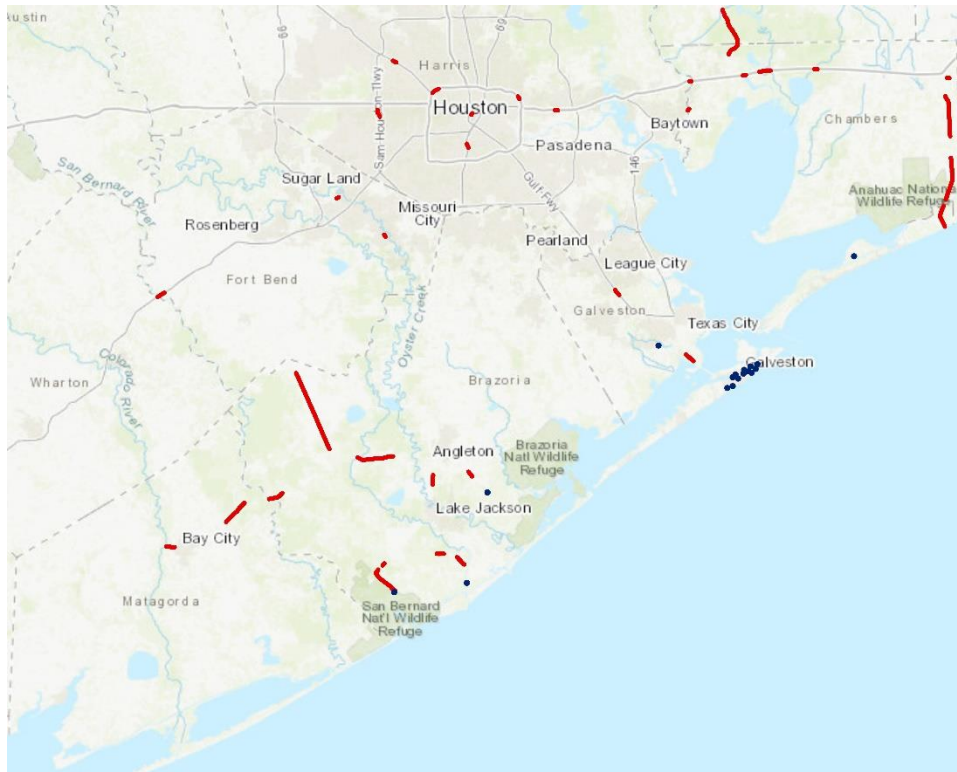 Austin
66
69
Harris
Sam-Houston-Tlwy
Houston
Baytown
Chambers
Pasadena
146
San Bernard
River
Sugar Land
Gulf-Fwy
Anahuac National
Wildlife Refuge
Missouri
City
Rosenberg
Pearland
League City
Fort Bend
Galveston
Oyster Creek
Texas City
Colorado
River
Galveston
Wharton
Brazoria
Angleton
Brazoria
Natl Wildlife
Refuge
Lake Jackson
Bay City
Matagorda
San Bernard
Nat'l Wildlife
Refuge